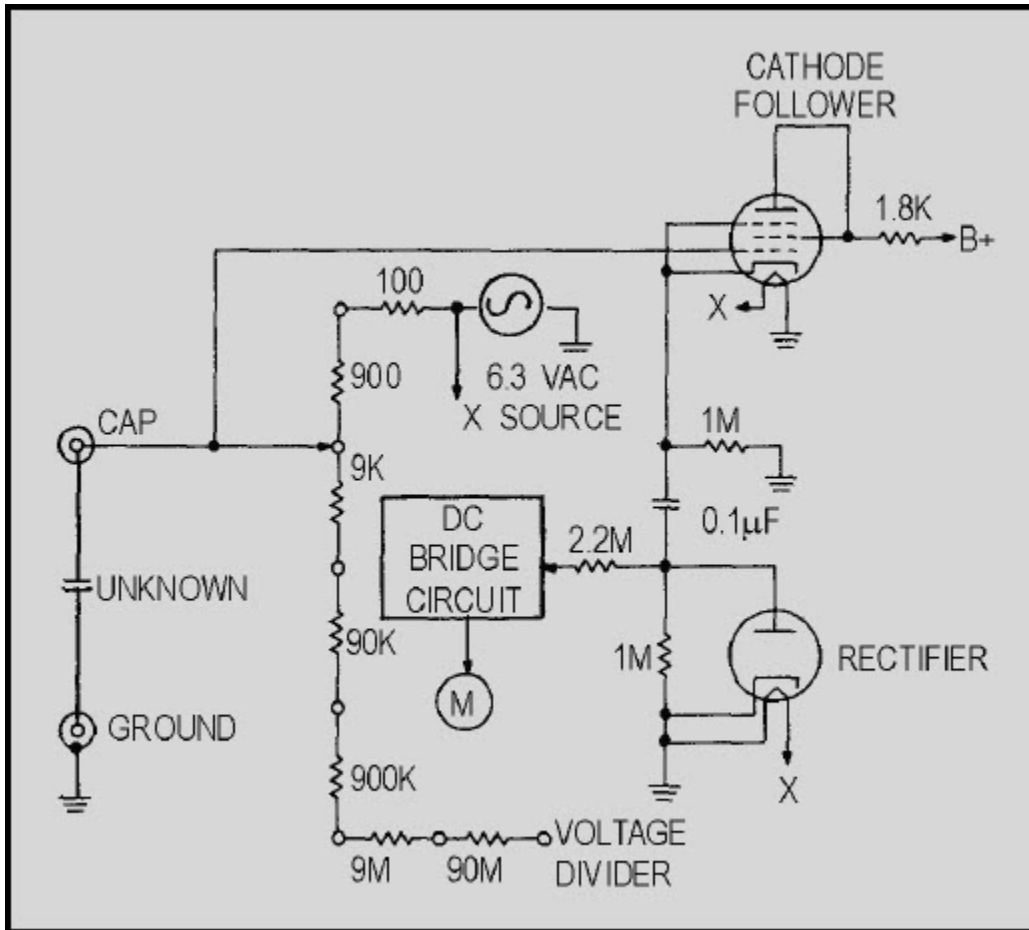 CATHODE
FOLLOWER
1.8K
B+
100
X
900
6.3 VAC
X SOURCE
CAP
1M
9K
0.1μF
DC
BRIDGE
CIRCUIT
2.2M
UNKNOWN
90K
1M
RECTIFIER
M
GROUND
900K
X
VOLTAGE
DIVIDER
9M
90M